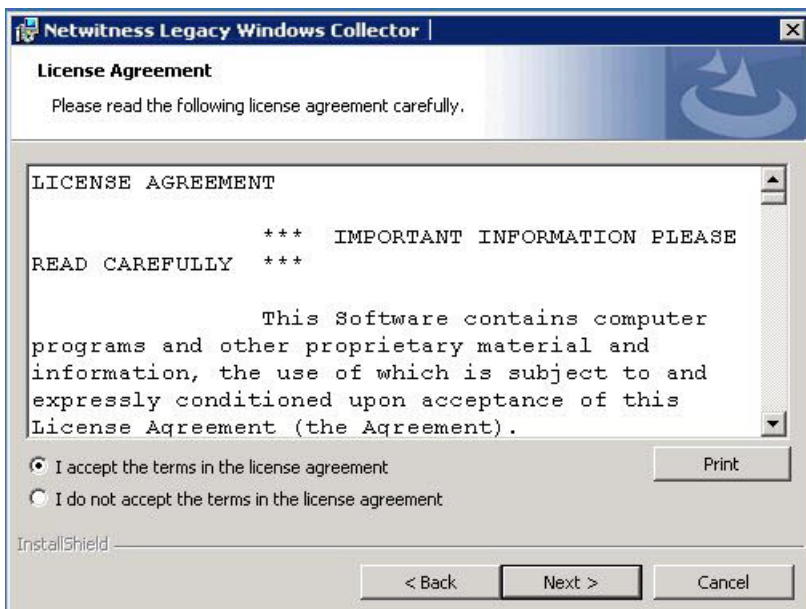 Netwitness Legacy Windows Collector
License Agreement
Please read the following license agreement carefully.
LICENSE AGREEMENT
*** IMPORTANT INFORMATION PLEASE
READ CAREFULLY ***
This Software contains computer
programs and other proprietary material and
information, the use of which is subject to and
expressly conditioned upon acceptance of this
License Agreement (the Agreement).
I accept the terms in the license agreement
Print
I do not accept the terms in the license agreement
InstallShield
< Back Next > Cancel